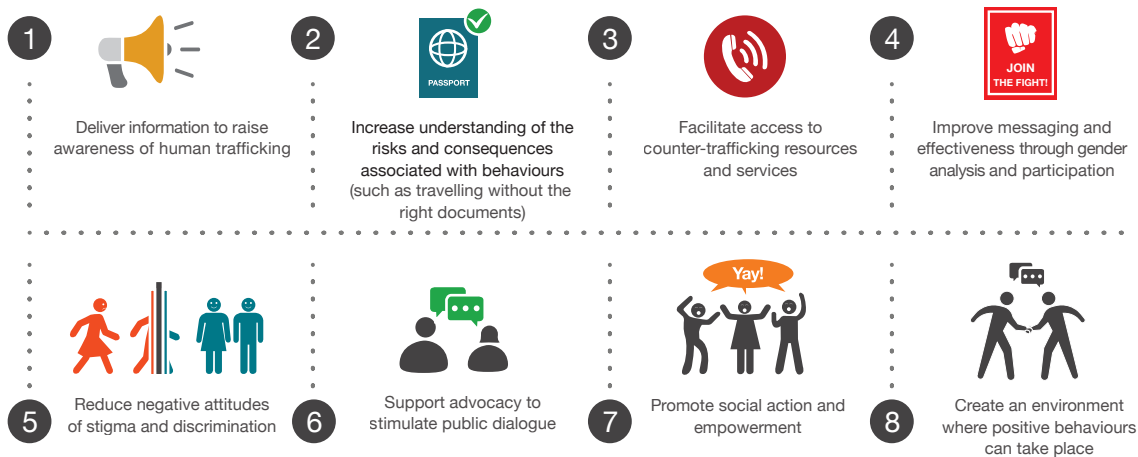 1
Deliver information to raise
awareness of human trafficking
2
PASSPORT
Increase understanding of the
risks and consequences
associated with behaviours
(such as travelling without the
right documents)
3
Facilitate access to
counter-trafficking resources
and services
4
JOIN
THE FIGHT!
Improve messaging and
effectiveness through gender
analysis and participation
5
Reduce negative attitudes
of stigma and discrimination
6
Support advocacy to
stimulate public dialogue
7
Yay!
Promote social action and
empowerment
8
Create an environment
where positive behaviours
can take place